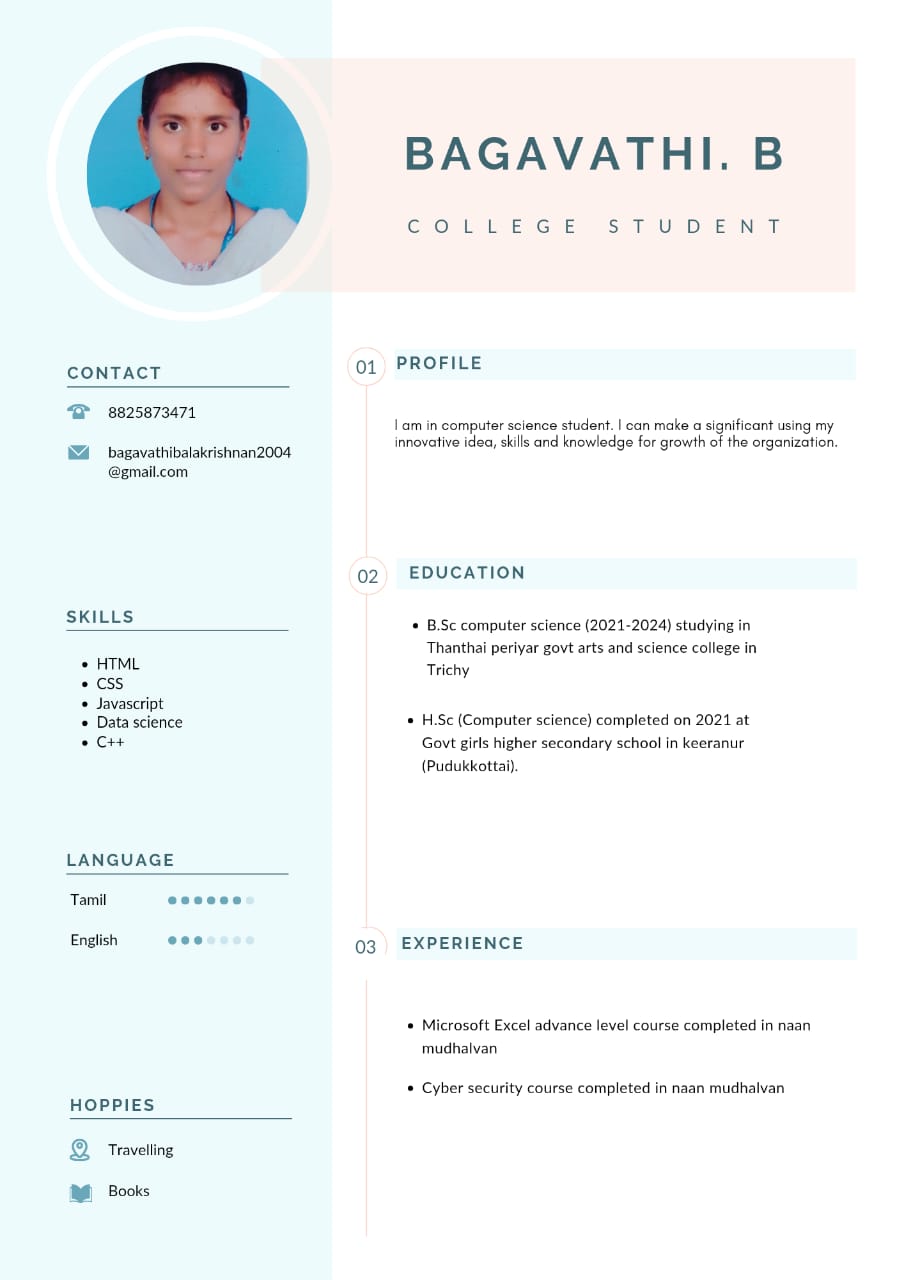 BAGAVATHI. B
COLLEGE STUDENT
CONTACT
8825873471
bagavathibalakrishnan2004
@gmail.com
SKILLS
• HTML
• CSS
• Javascript
• Data science
• C++
LANGUAGE
Tamil
English
HOPPIES
Travelling
Books
01 PROFILE
I am in computer science student. I can make a significant using my
innovative idea, skills and knowledge for growth of the organization.
02 EDUCATION
• B.Sc computer science (2021-2024) studying in
Thanthai periyar govt arts and science college in
Trichy
• H.Sc (Computer science) completed on 2021 at
Govt girls higher secondary school in keeranur
(Pudukkottai).
03 EXPERIENCE
• Microsoft Excel advance level course completed in naan
mudhalvan
• Cyber security course completed in naan mudhalvan